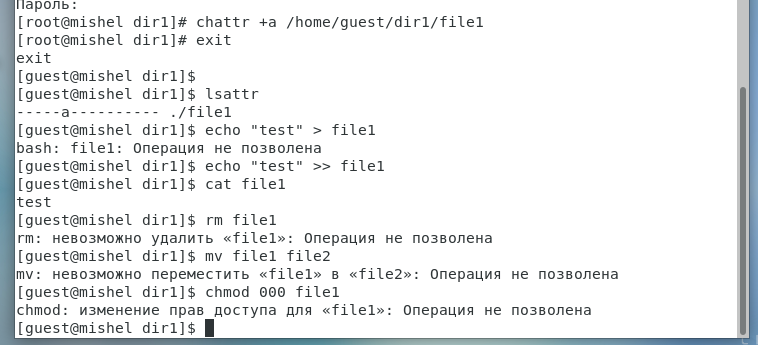 Пароль:
[root@mishel dir1]# chattr +a /home/guest/dir1/file1
[root@mishel dir1]# exit
exit
[guest@mishel dir1]$
[guest@mishel dir1]$ lsattr
-----a---------- ./file1
[guest@mishel dir1]$ echo "test" > file1
bash: file1: Операция не позволена
[guest@mishel dir1]$ echo "test" >> file1
[guest@mishel dir1]$ cat file1
test
[guest@mishel dir1]$ rm file1
rm: невозможно удалить «file1»: Операция не позволена
[guest@mishel dir1]$ mv file1 file2
mv: невозможно переместить «file1» в «file2»: Операция не позволена
[guest@mishel dir1]$ chmod 000 file1
chmod: изменение прав доступа для «file1»: Операция не позволена
[guest@mishel dir1]$